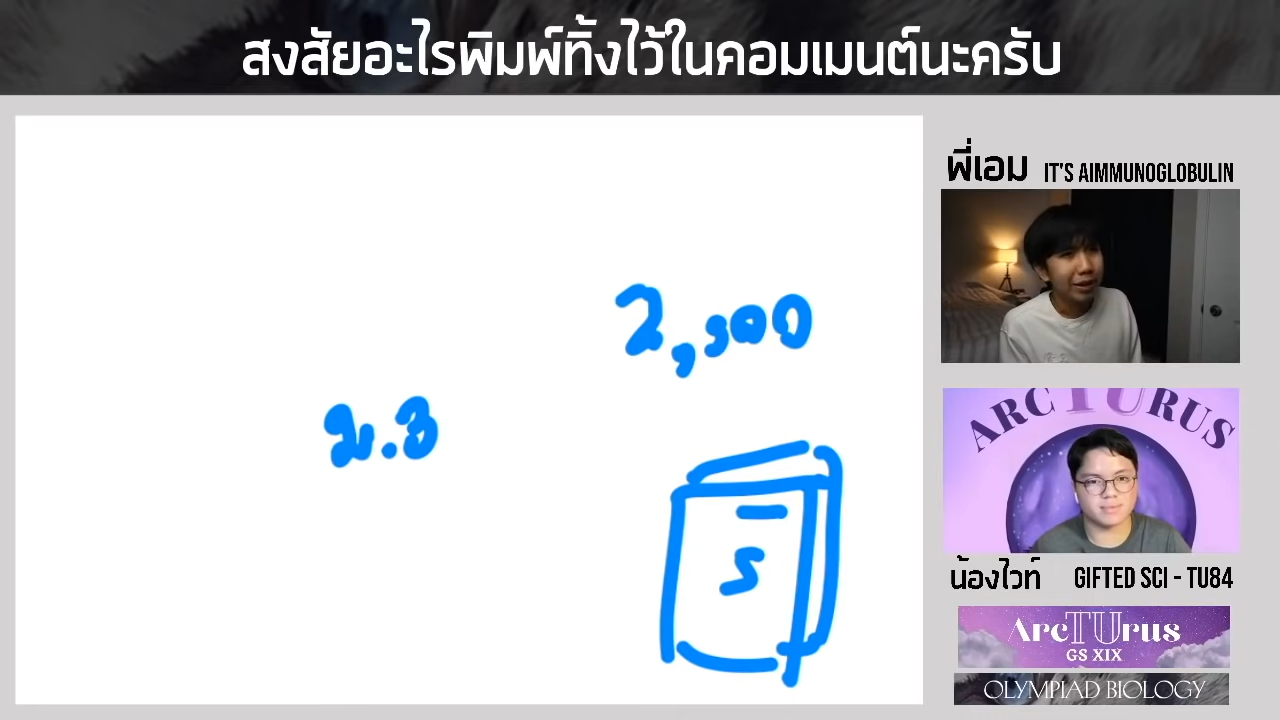 สงสัยอะไรพิมพ์ทิ้งไว้ในคอมเมนต์นะครับ
2,500
ม.3
S
พี่เอม IT'S AIMMUNOGLOBULIN
ARCTURUS
น้องไวท์ GIFTED SCI - TU84
ArcTUrus
GS XIX
OLYMPIAD BIOLOGY